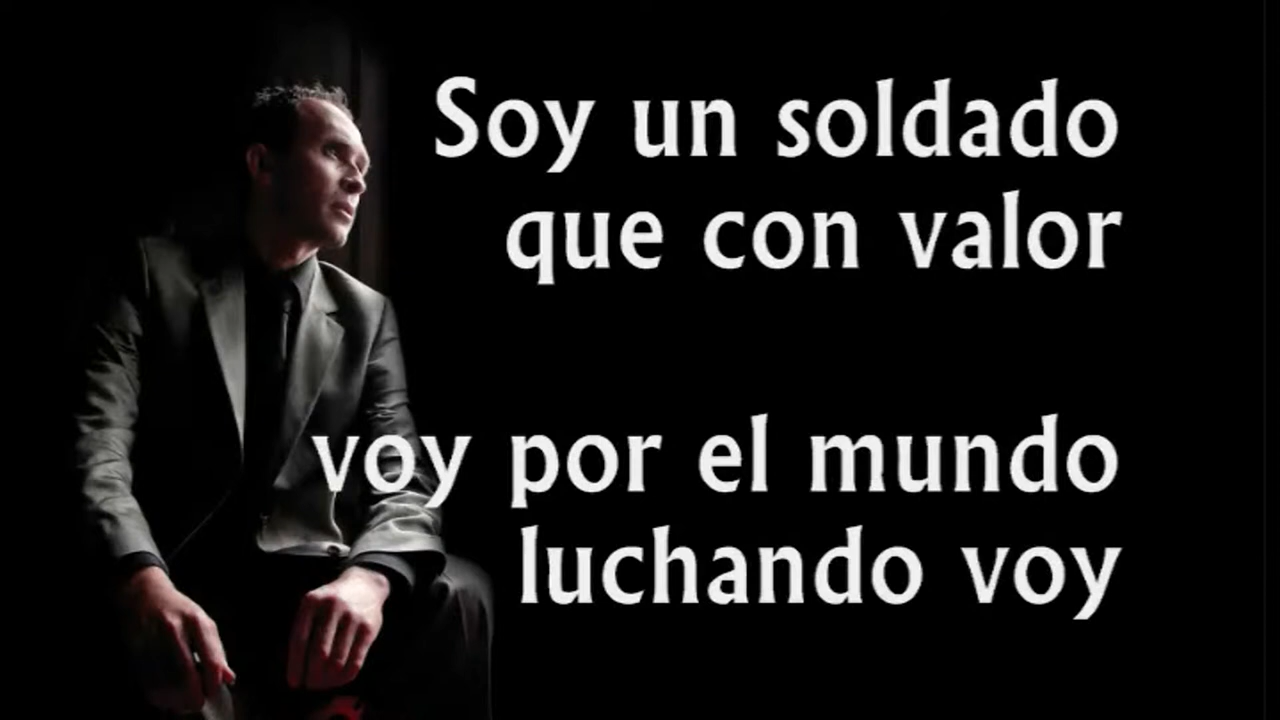 Soy un soldado
que con valor
voy por el mundo
luchando voy